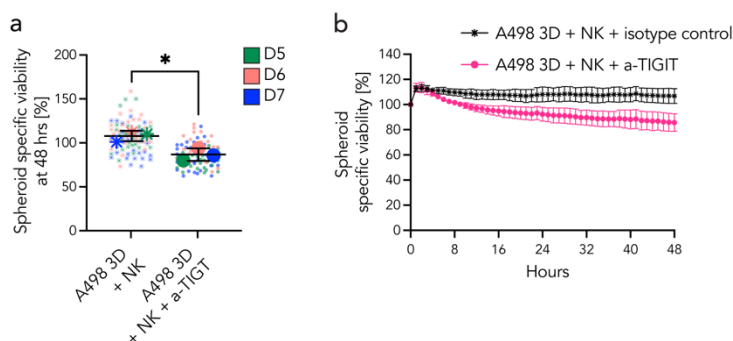 a
Spheroid specific viability
at 48 hrs [%]
200
150
100
50
0
*
D5
D6
D7
A498 3D
+ NK
A498 3D
+ NK + a-TIGT
b
A498 3D + NK + isotype control
A498 3D + NK + a-TIGIT
Spheroid
specific viability [%]
140
120
100
80
60
40
20
0
0 8 16 24 32 40 48
Hours